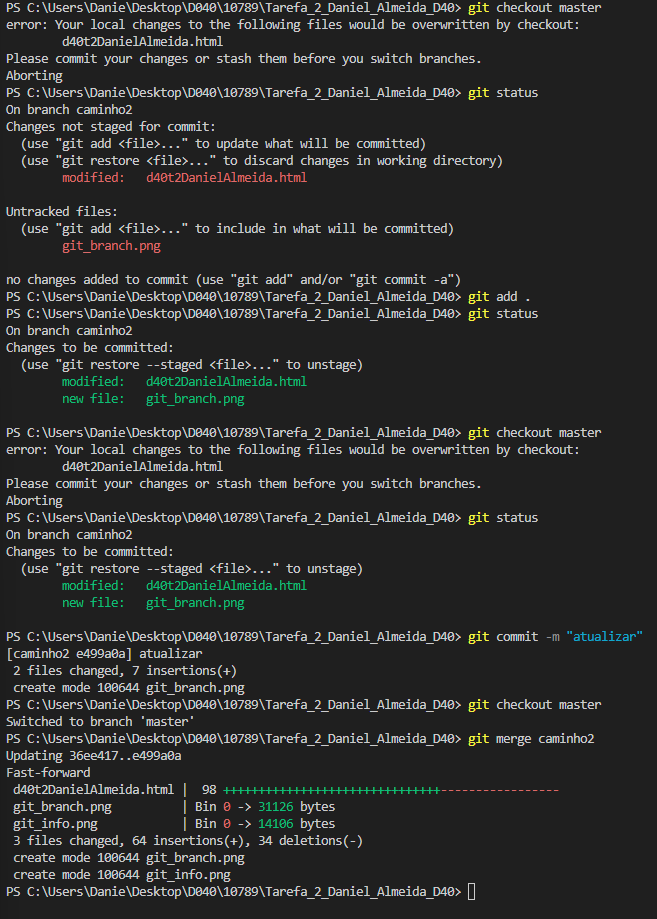 PS C:\Users\Danie\Desktop\D040\10789\Tarefa_2_Daniel_Almeida_D40> git checkout master
error: Your local changes to the following files would be overwritten by checkout:
        d40t2DanielAlmeida.html
Please commit your changes or stash them before you switch branches.
Aborting
PS C:\Users\Danie\Desktop\D040\10789\Tarefa_2_Daniel_Almeida_D40> git status
On branch caminho2
Changes not staged for commit:
  (use "git add <file>..." to update what will be committed)
  (use "git restore <file>..." to discard changes in working directory)
        modified:   d40t2DanielAlmeida.html
Untracked files:
  (use "git add <file>..." to include in what will be committed)
        git_branch.png
no changes added to commit (use "git add" and/or "git commit -a")
PS C:\Users\Danie\Desktop\D040\10789\Tarefa_2_Daniel_Almeida_D40> git add .
PS C:\Users\Danie\Desktop\D040\10789\Tarefa_2_Daniel_Almeida_D40> git status
On branch caminho2
Changes to be committed:
  (use "git restore --staged <file>..." to unstage)
        modified:   d40t2DanielAlmeida.html
        new file:   git_branch.png
PS C:\Users\Danie\Desktop\D040\10789\Tarefa_2_Daniel_Almeida_D40> git checkout master
error: Your local changes to the following files would be overwritten by checkout:
        d40t2DanielAlmeida.html
Please commit your changes or stash them before you switch branches.
Aborting
PS C:\Users\Danie\Desktop\D040\10789\Tarefa_2_Daniel_Almeida_D40> git status
On branch caminho2
Changes to be committed:
  (use "git restore --staged <file>..." to unstage)
        modified:   d40t2DanielAlmeida.html
        new file:   git_branch.png
PS C:\Users\Danie\Desktop\D040\10789\Tarefa_2_Daniel_Almeida_D40> git commit -m "atualizar"
[caminho2 e499a0a] atualizar
 2 files changed, 7 insertions(+)
 create mode 100644 git_branch.png
PS C:\Users\Danie\Desktop\D040\10789\Tarefa_2_Daniel_Almeida_D40> git checkout master
Switched to branch 'master'
PS C:\Users\Danie\Desktop\D040\10789\Tarefa_2_Daniel_Almeida_D40> git merge caminho2
Updating 36ee417..e499a0a
Fast-forward
 d40t2DanielAlmeida.html |  98 +++++++++++++++++++++++++++++++-----------------
 git_branch.png          | Bin 0 -> 31126 bytes
 git_info.png            | Bin 0 -> 14106 bytes
 3 files changed, 64 insertions(+), 34 deletions(-)
 create mode 100644 git_branch.png
 create mode 100644 git_info.png
PS C:\Users\Danie\Desktop\D040\10789\Tarefa_2_Daniel_Almeida_D40>